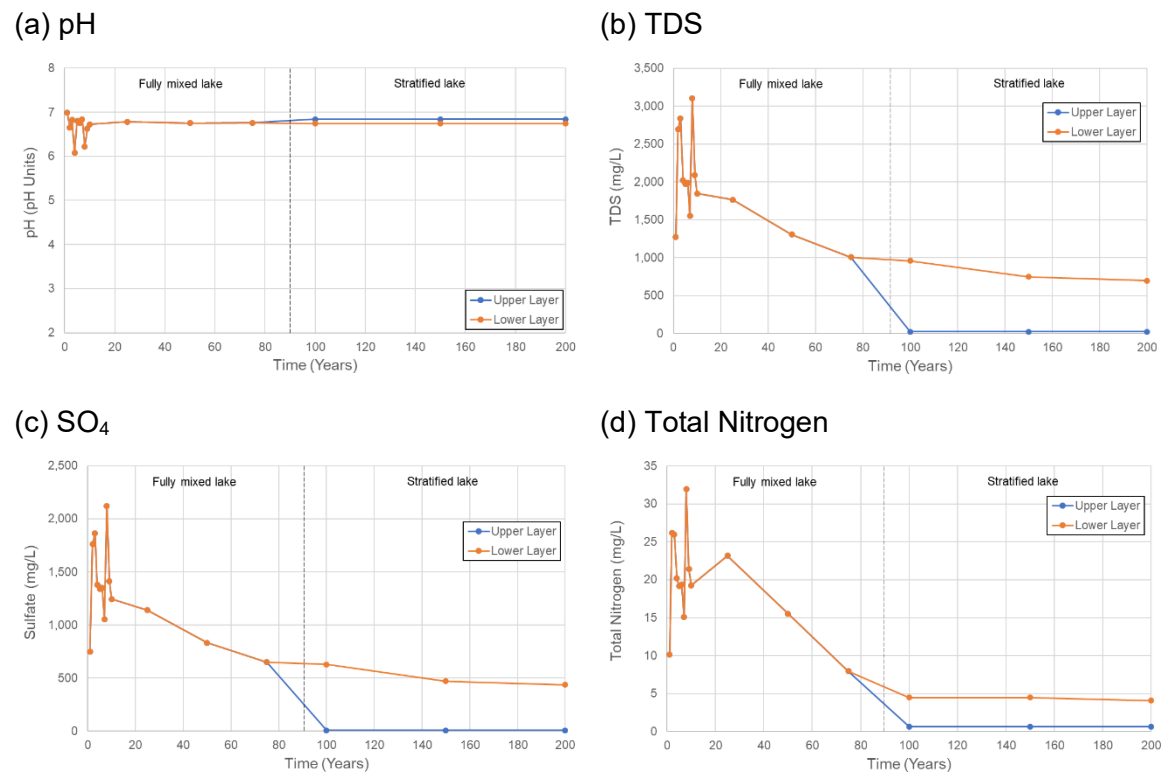 (a) pH
8
7
6
5
4
3
2
pH (pH Units)
Fully mixed lake
Stratified lake
Upper Layer
Lower Layer
0 20 40 60 80 100 120 140 160 180 200
Time (Years)
(b) TDS
3,500
3,000
2,500
2,000
1,500
1,000
500
0
TDS (mg/L)
Fully mixed lake
Stratified lake
Upper Layer
Lower Layer
0 20 40 60 80 100 120 140 160 180 200
Time (Years)
(c) SO₄
2,500
2,000
1,500
1,000
500
0
Sulfate (mg/L)
Fully mixed lake
Stratified lake
Upper Layer
Lower Layer
0 20 40 60 80 100 120 140 160 180 200
Time (Years)
(d) Total Nitrogen
35
30
25
20
15
10
5
0
Total Nitrogen (mg/L)
Fully mixed lake
Stratified lake
Upper Layer
Lower Layer
0 20 40 60 80 100 120 140 160 180 200
Time (Years)